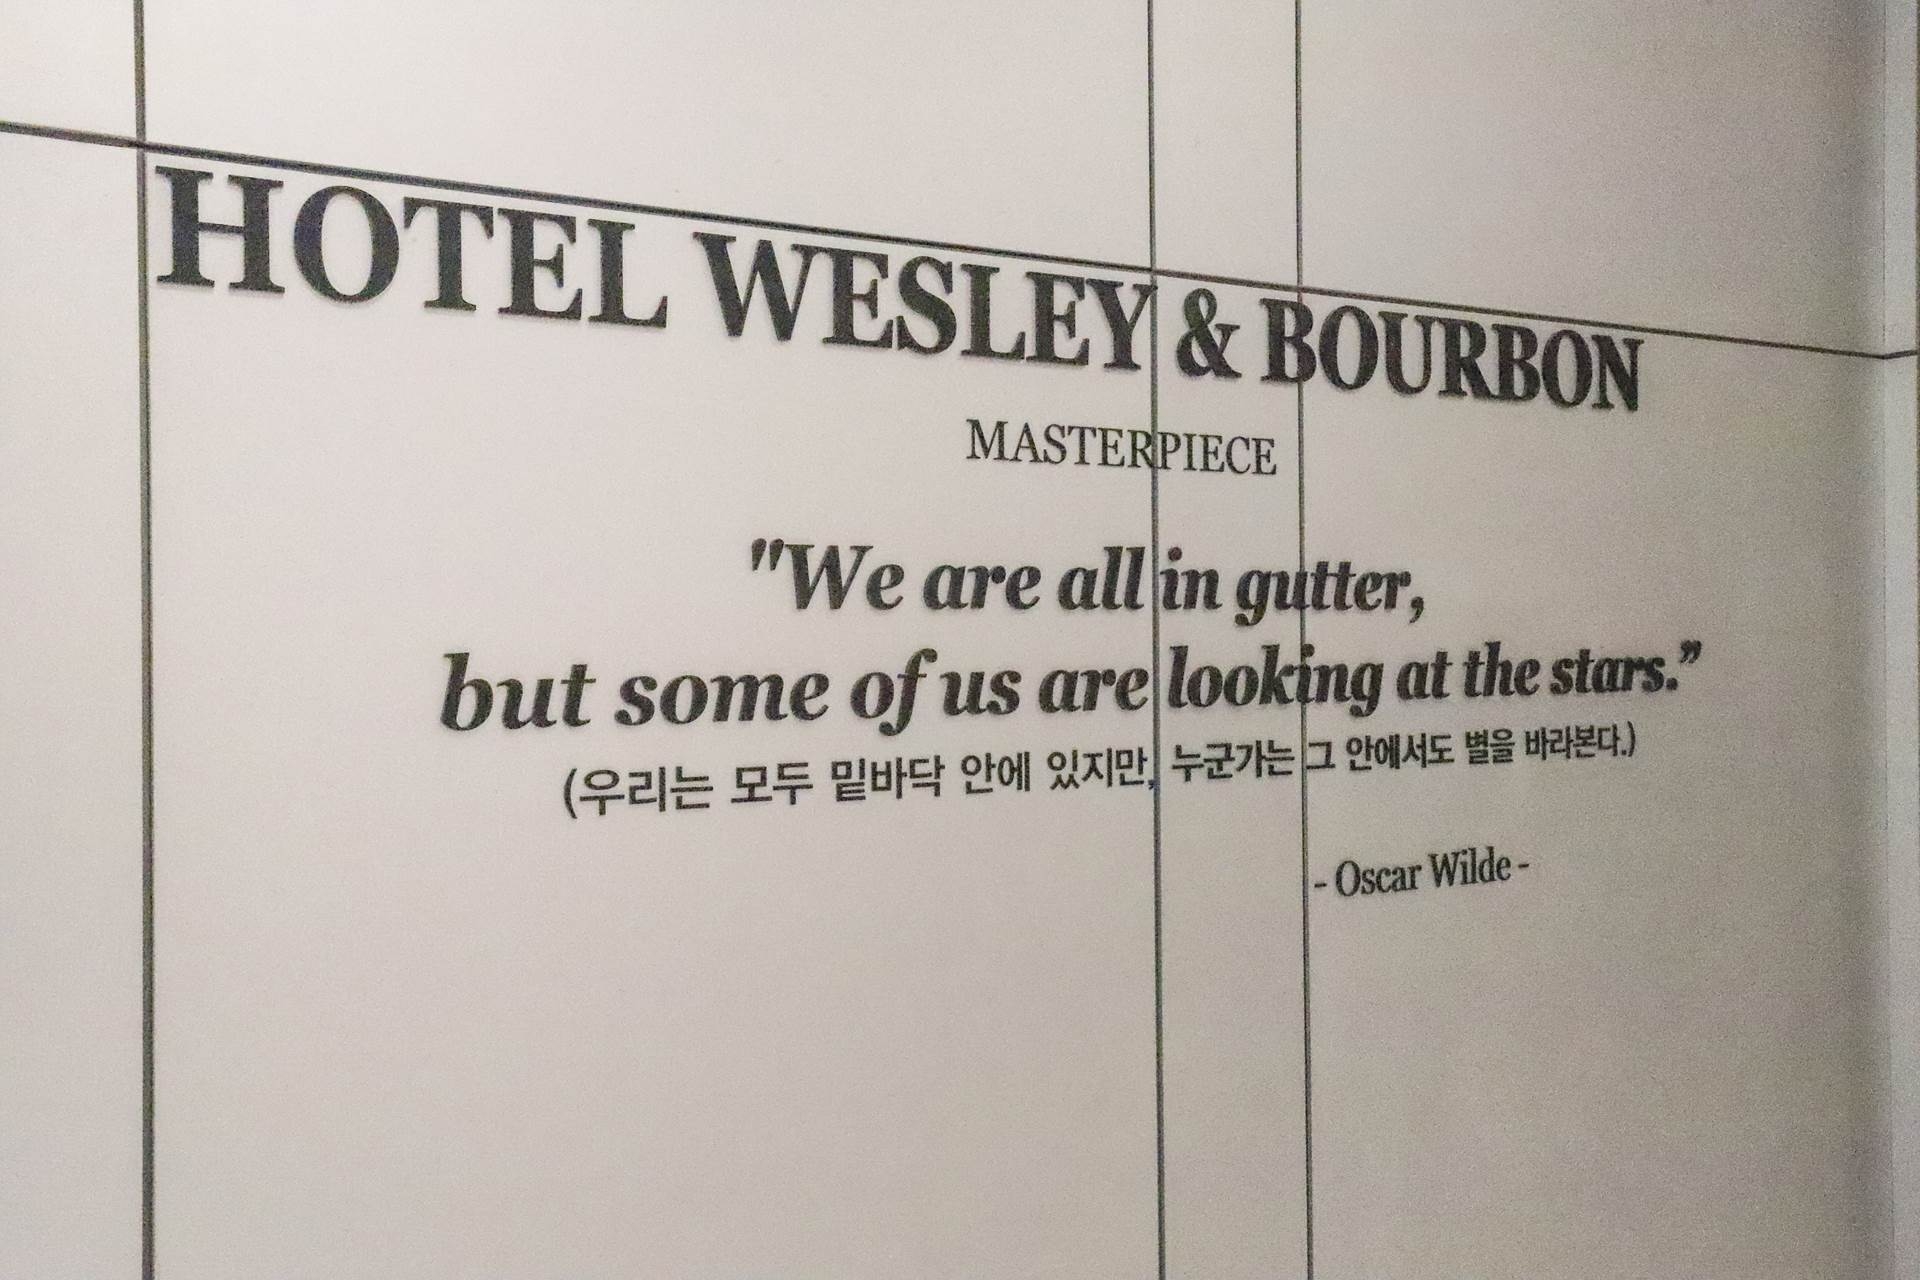 HOTEL WESLEY & BOURBON
MASTERPIECE
"We are all in gutter,
but some of us are looking at the stars.”
(우리는 모두 밑바닥 안에 있지만, 누군가는 그 안에서도 별을 바라본다.)
- Oscar Wilde -